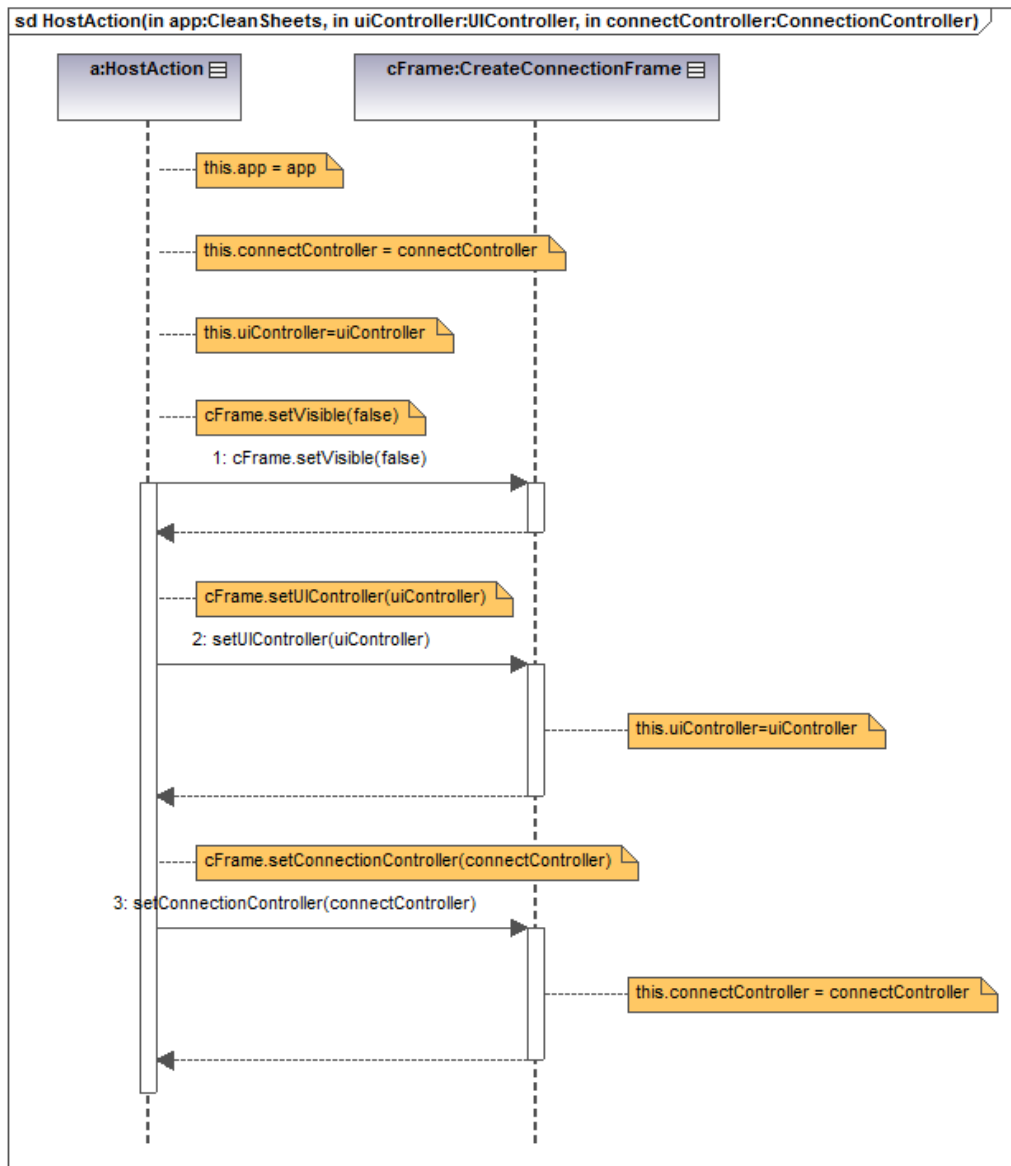 sd HostAction(in app:CleanSheets, in uiController:UIController, in connectController:ConnectionController)
a:HostAction
cFrame:CreateConnectionFrame
this.app = app
this.connectController = connectController
this.uiController=uiController
cFrame.setVisible(false)
1: cFrame.setVisible(false)
cFrame.setUIController(uiController)
2: setUIController(uiController)
this.uiController=uiController
cFrame.setConnectionController(connectController)
3: setConnectionController(connectController)
this.connectController = connectController